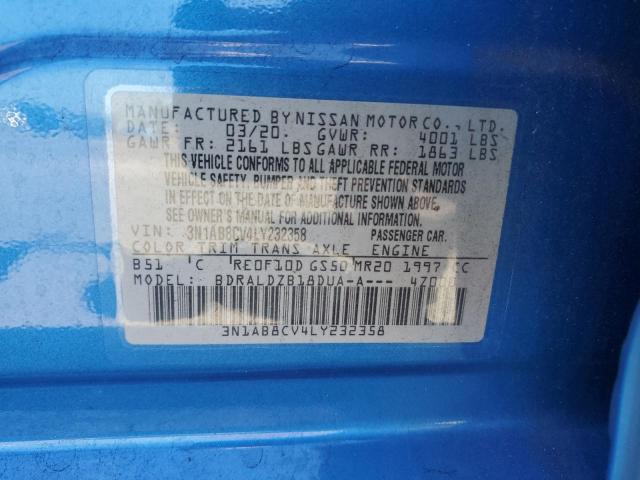 MANUFACTURED BY NISSAN MOTOR CO., LTD.
DATE: 03/20. GVWR: 4001 LBS
GAWR FR: 2161 LBS GAWR RR: 1863 LBS
THIS VEHICLE CONFORMS TO ALL APPLICABLE FEDERAL MOTOR
VEHICLE SAFETY, BUMPER AND THEFT PREVENTION STANDARDS
IN EFFECT ON THE DATE OF MANUFACTURE SHOWN ABOVE.
SEE OWNER'S MANUAL FOR ADDITIONAL INFORMATION.
VIN: 3N1AB8CV4LY232358 PASSENGER CAR.
COLOR TRIM TRANS AXLE ENGINE
B51 C RE0F10D GS50 MR20 1997 CC
MODEL: BDRALDZB18DUA-A---
3N1AB8CV4LY232358